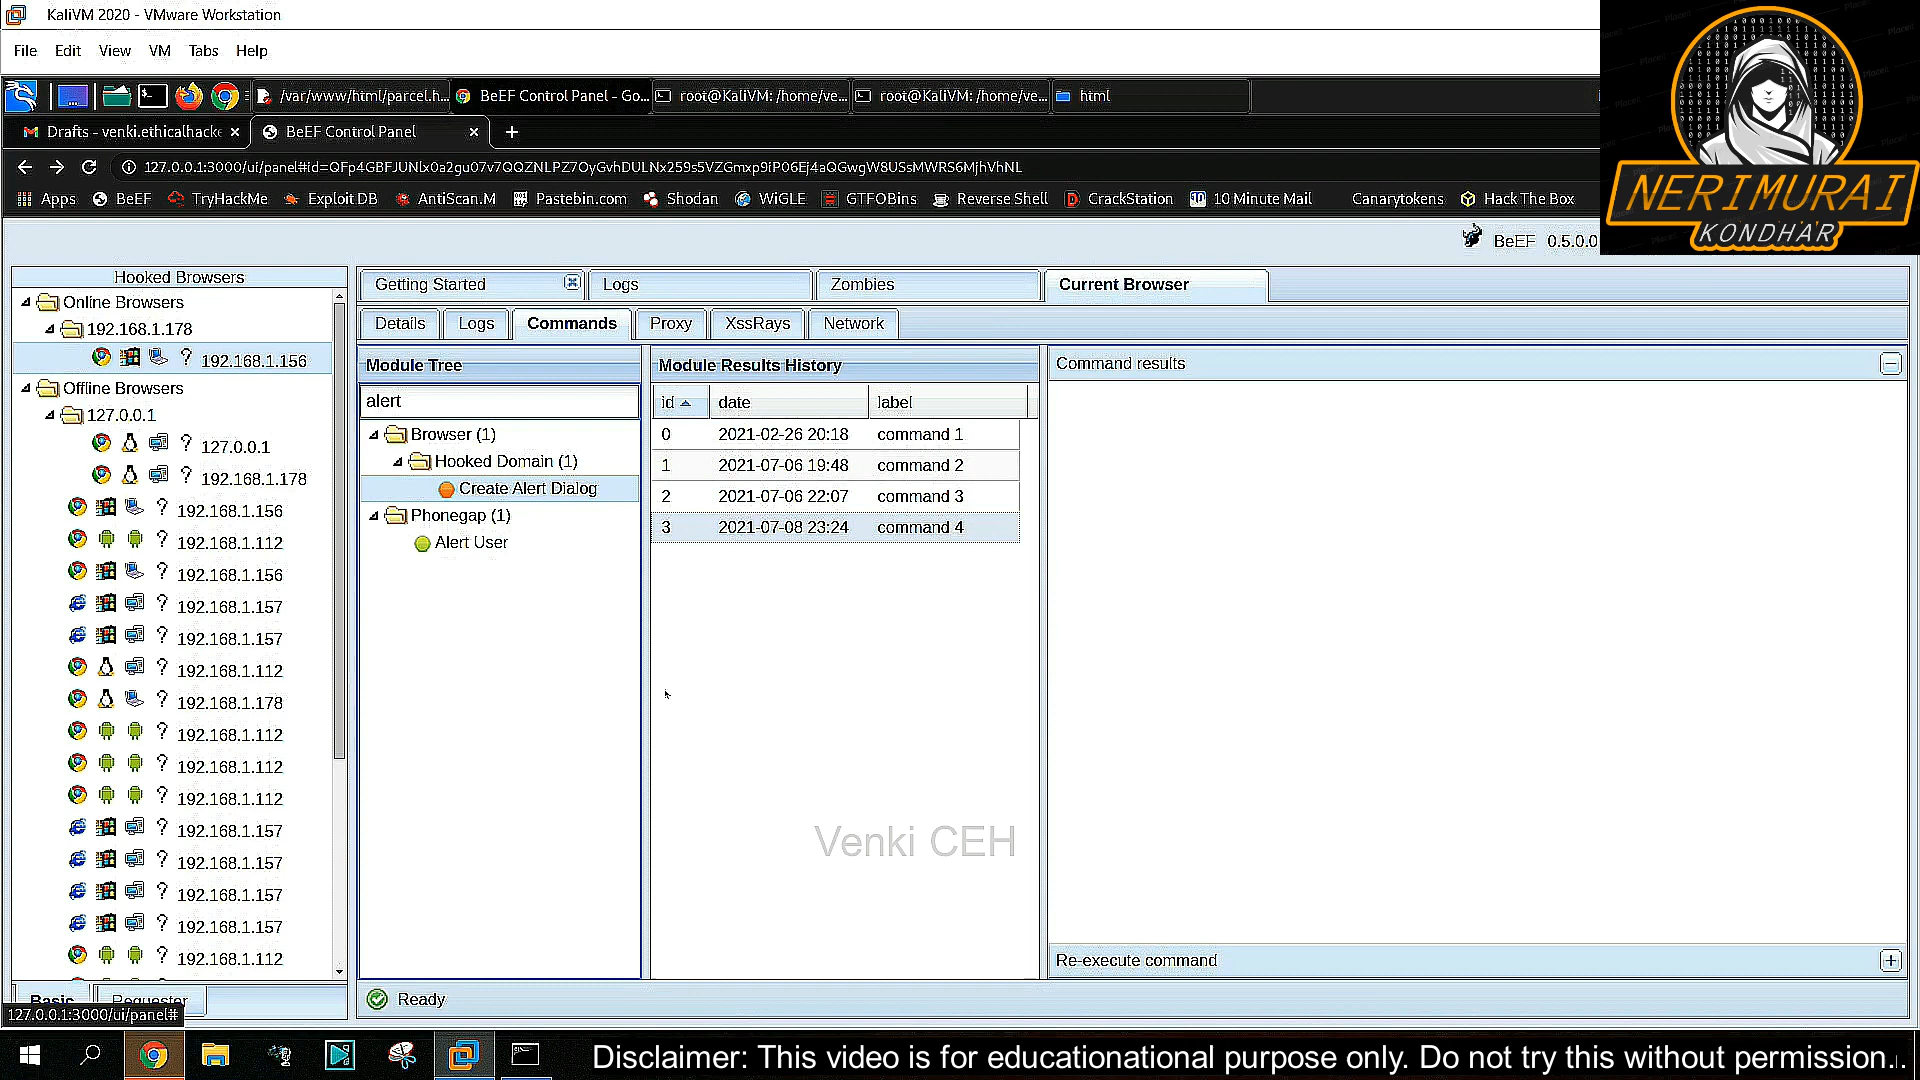 KaliVM 2020 - VMware Workstation
File Edit View VM Tabs Help
/var/www/html/parcel.h... BeEF Control Panel - Go... root@KaliVM: /home/ve... root@KaliVM: /home/ve... html
Drafts - venki.ethicalhacke BeEF Control Panel
127.0.0.1:3000/ui/panel#id=
Apps BeEF TryHackMe Exploit DB AntiScan.M Pastebin.com Shodan WiGLE GTFOBins Reverse Shell CrackStation 10 Minute Mail Canarytokens Hack The Box
NERIMURAI
KONDHAR
BeEF 0.5.0.0
Hooked Browsers
Getting Started Logs Zombies Current Browser
Details Logs Commands Proxy XssRays Network
Online Browsers
192.168.1.178
192.168.1.156
Offline Browsers
127.0.0.1
127.0.0.1
192.168.1.178
192.168.1.156
192.168.1.112
192.168.1.156
192.168.1.157
192.168.1.157
192.168.1.112
192.168.1.178
192.168.1.112
192.168.1.112
192.168.1.112
192.168.1.157
192.168.1.157
192.168.1.157
192.168.1.157
192.168.1.112
Basic Requester
127.0.0.1:3000/ui/panel#
Module Tree
alert
Browser (1)
Hooked Domain (1)
Create Alert Dialog
Phonegap (1)
Alert User
Module Results History
id date label
0 2021-02-26 20:18 command 1
1 2021-07-06 19:48 command 2
2 2021-07-06 22:07 command 3
3 2021-07-08 23:24 command 4
Command results
Venki CEH
Re-execute command
Ready
Disclaimer: This video is for educationational purpose only. Do not try this without permission...